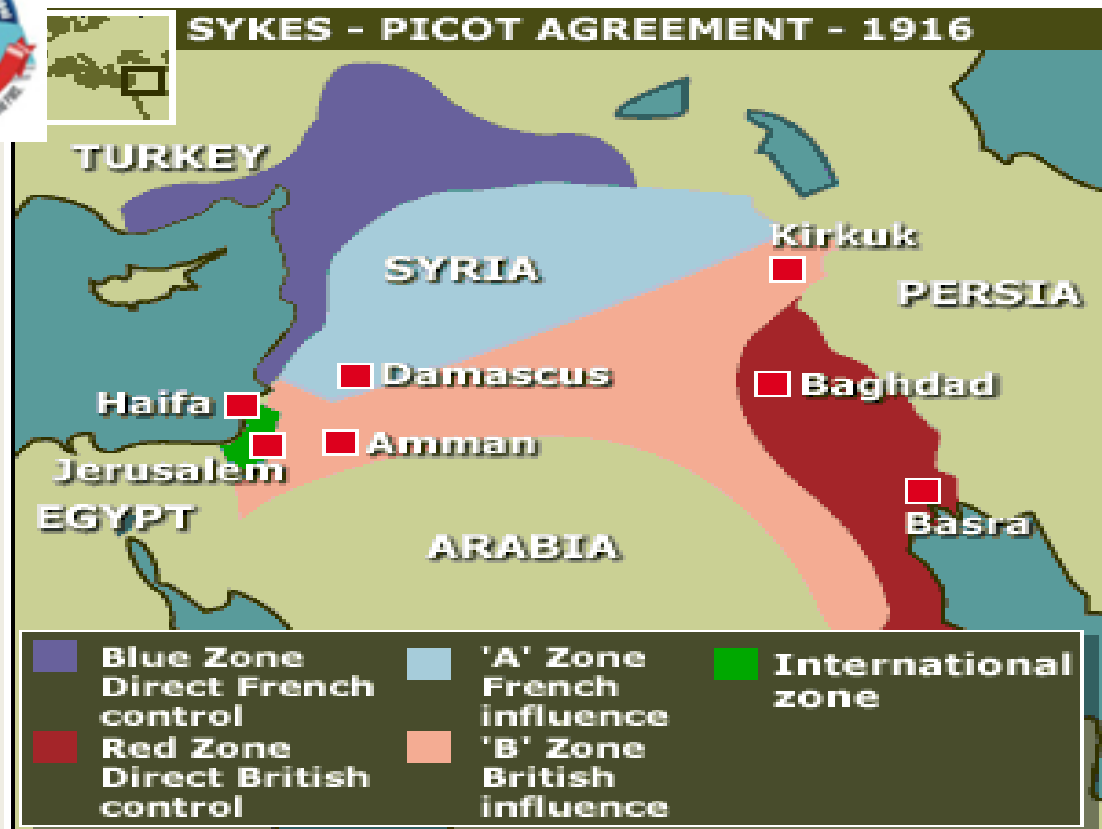 SYKES - PICOT AGREEMENT - 1916
TURKEY
Kirkuk
SYRIA
PERSIA
Damascus
Baghdad
Haifa
Amman
Jerusalem
EGYPT
Basra
ARABIA
Blue Zone
Direct French
control
Red Zone
Direct British
control
'A' Zone
French
influence
'B' Zone
British
influence
International
zone